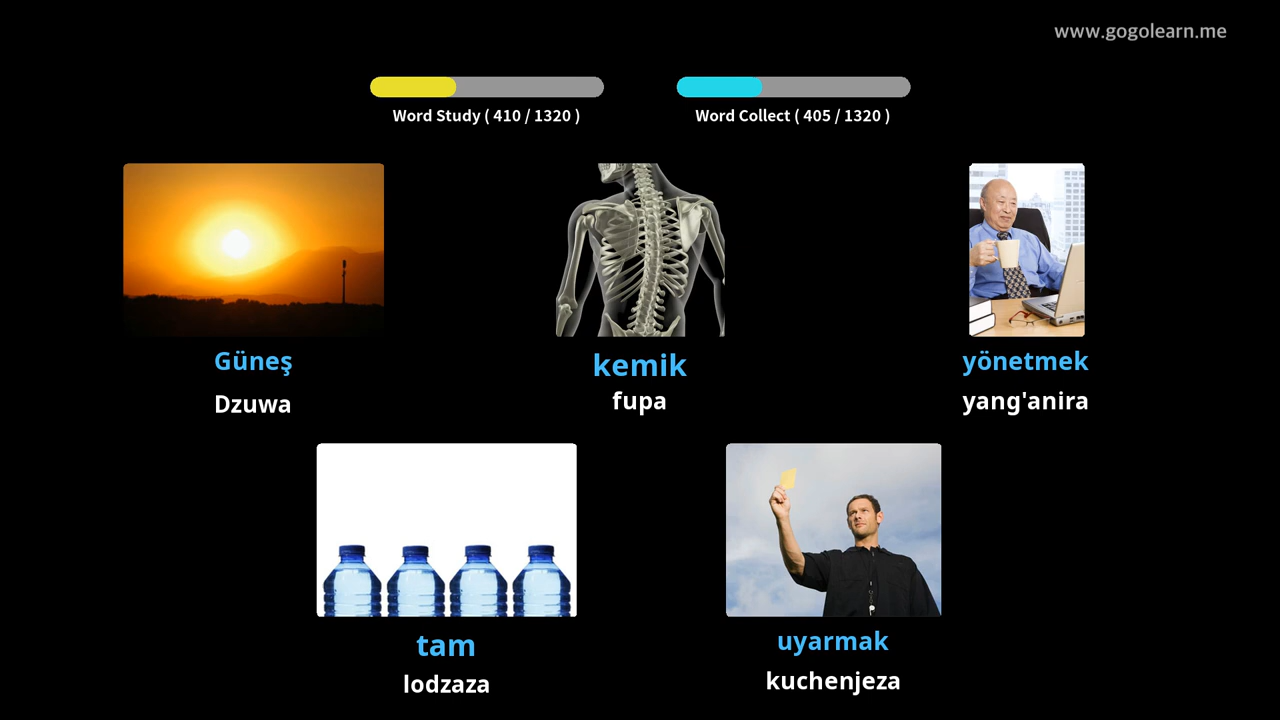 www.gogolearn.me
Word Study ( 410 / 1320 )
Word Collect ( 405 / 1320 )
Güneş
Dzuwa
kemik
fupa
yönetmek
yang'anira
tam
lodzaza
uyarmak
kuchenjeza